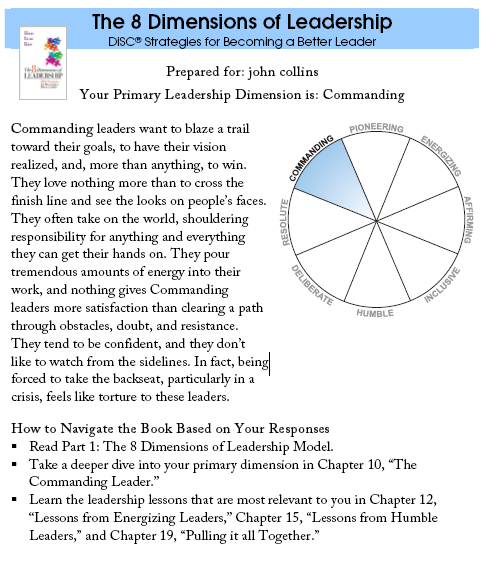 The 8 Dimensions of Leadership
DiSC® Strategies for Becoming a Better Leader
LEADERSHIP
Prepared for: john collins
Your Primary Leadership Dimension is: Commanding
Commanding leaders want to blaze a trail
toward their goals, to have their vision
realized, and, more than anything, to win.
They love nothing more than to cross the
finish line and see the looks on people’s faces.
They often take on the world, shouldering
responsibility for anything and everything
they can get their hands on. They pour
tremendous amounts of energy into their
work, and nothing gives Commanding
leaders more satisfaction than clearing a path
through obstacles, doubt, and resistance.
They tend to be confident, and they don’t
like to watch from the sidelines. In fact, being
forced to take the backseat, particularly in a
crisis, feels like torture to these leaders.
PIONEERING
ENERGIZING
AFFIRMING
INCLUSIVE
HUMBLE
DELIBERATE
RESOLUTE
COMMANDING
How to Navigate the Book Based on Your Responses
▪ Read Part 1: The 8 Dimensions of Leadership Model.
▪ Take a deeper dive into your primary dimension in Chapter 10, “The
Commanding Leader.”
▪ Learn the leadership lessons that are most relevant to you in Chapter 12,
“Lessons from Energizing Leaders,” Chapter 15, “Lessons from Humble
Leaders,” and Chapter 19, “Pulling it all Together.”